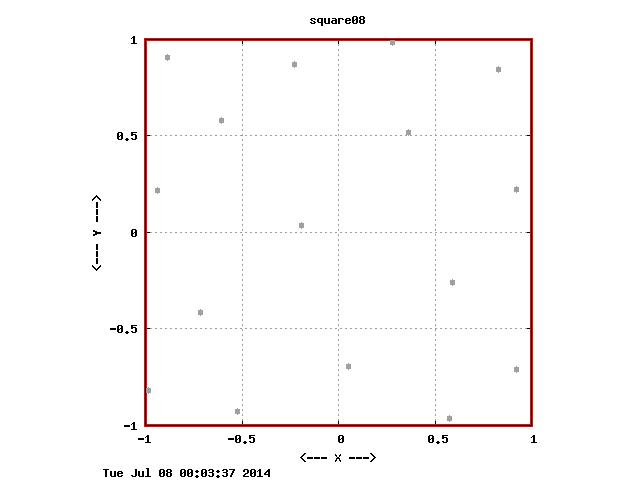 square08
1
0.5
0
-0.5
-1
<--- Y --->
-1 -0.5 0 0.5 1
<--- X --->
Tue Jul 08 00:03:37 2014